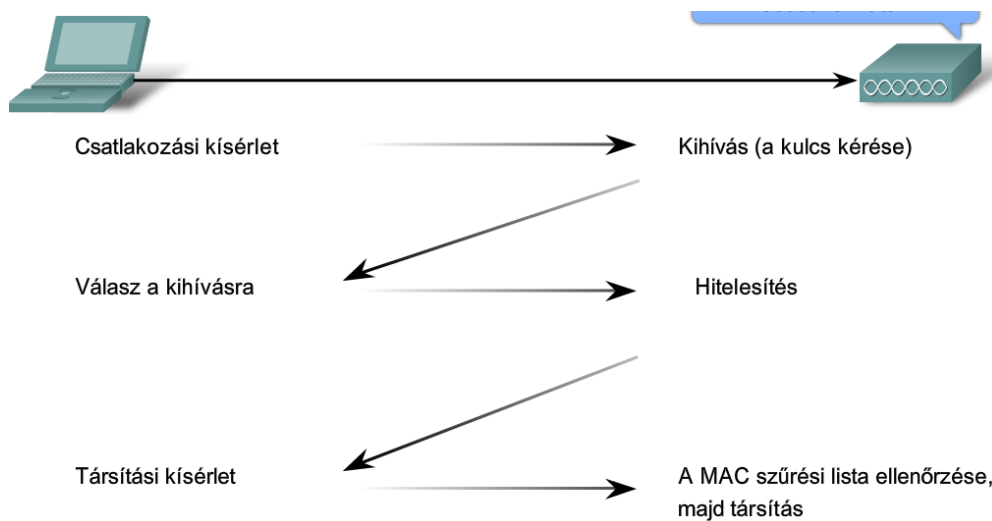 Csatlakozási kísérlet
Kihívás (a kulcs kérése)
Válasz a kihívásra
Hitelesítés
Társítási kísérlet
A MAC szűrési lista ellenőrzése,
majd társítás